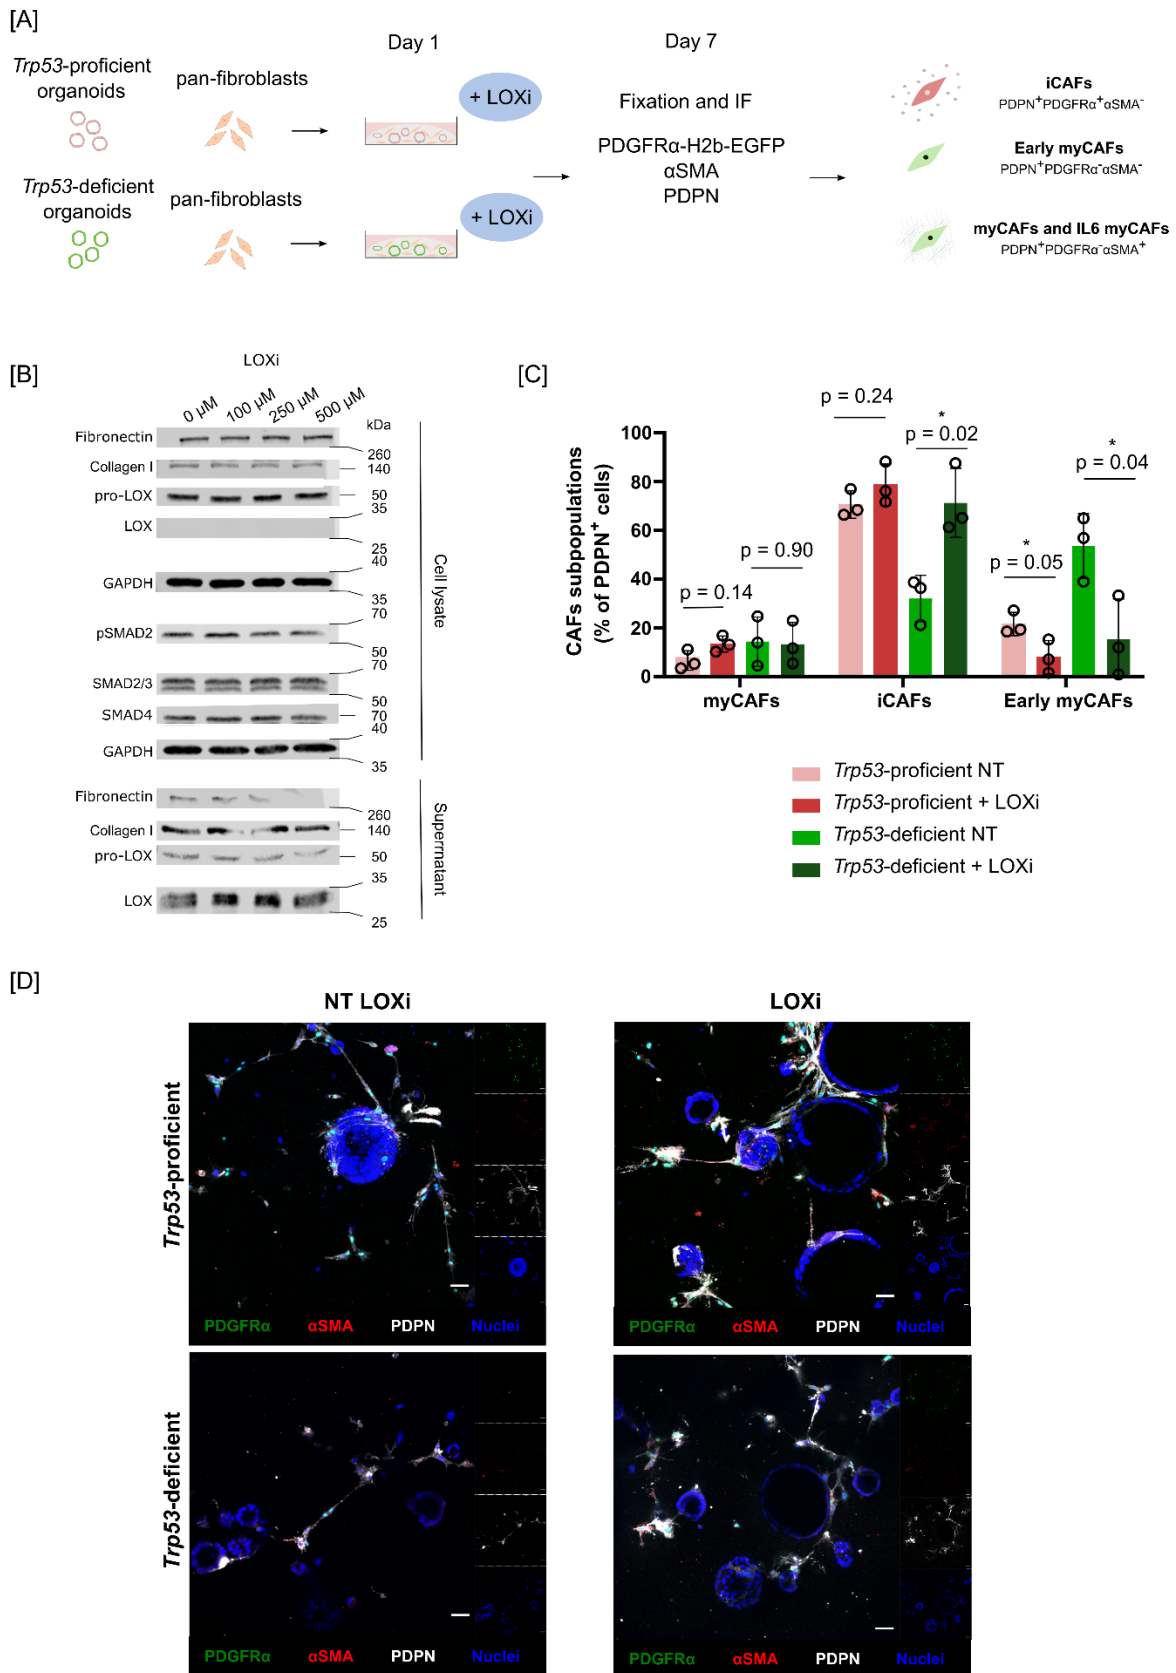 [A]
Trp53-proficient
organoids
pan-fibroblasts
Day 1
+ LOXi
Trp53-deficient
organoids
pan-fibroblasts
+ LOXi
Day 7
Fixation and IF
PDGFRα-H2b-EGFP
αSMA
PDPN
iCAFs
PDPN⁺PDGFRα⁺αSMA⁻
Early myCAFs
PDPN⁺PDGFRα⁻αSMA⁻
myCAFs and IL6 myCAFs
PDPN⁺PDGFRα⁻αSMA⁺
[B]
LOXi
0 µM 100 µM 250 µM 500 µM
kDa
Fibronectin
260
Collagen I
140
pro-LOX
50
35
LOX
25
40
GAPDH
35
70
pSMAD2
50
70
SMAD2/3
50
SMAD4
70
40
GAPDH
35
Cell lysate
Fibronectin
260
Collagen I
140
pro-LOX
50
35
LOX
25
Supernatant
[C]
CAFs subpopulations
(% of PDPN⁺ cells)
100
80
60
40
20
0
p = 0.14
p = 0.90
p = 0.24
*
p = 0.02
*
p = 0.05
*
p = 0.04
myCAFs
iCAFs
Early myCAFs
Trp53-proficient NT
Trp53-proficient + LOXi
Trp53-deficient NT
Trp53-deficient + LOXi
[D]
NT LOXi
LOXi
Trp53-proficient
PDGFRα αSMA PDPN Nuclei
PDGFRα αSMA PDPN Nuclei
Trp53-deficient
PDGFRα αSMA PDPN Nuclei
PDGFRα αSMA PDPN Nuclei